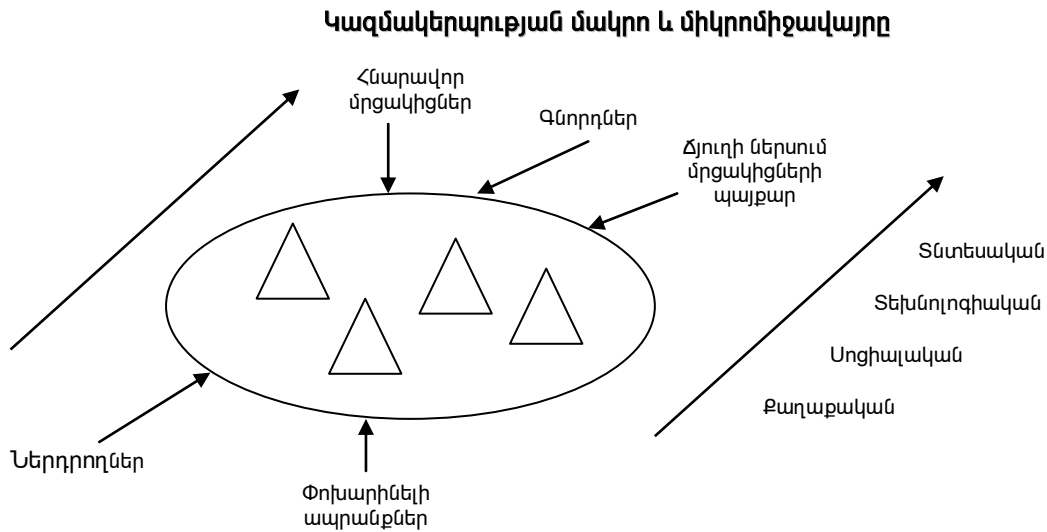 Կազմակերպության մակրո և միկրոմիջավայրը
Հնարավոր
մրցակիցներ
Գնորդներ
Ճյուղի ներսում
մրցակիցների
պայքար
Տնտեսական
Տեխնոլոգիական
Սոցիալական
Քաղաքական
Ներդրողներ
Փոխարինելի
ապրանքներ